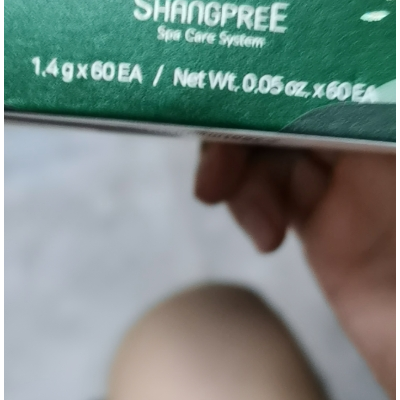 SHANGPREE
Spa Care System
1.4 g x 60 EA / Net Wt. 0.05 oz. x 60 EA